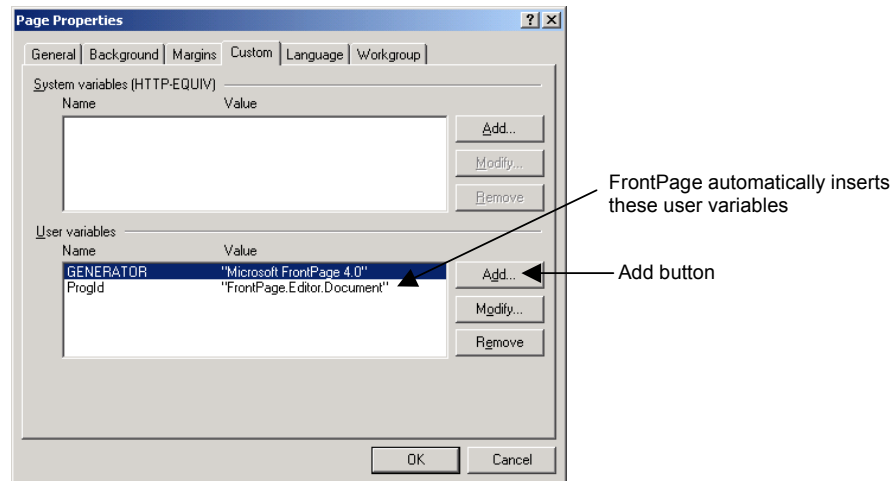 Page Properties
General Background Margins Custom Language Workgroup
System variables (HTTP-EQUIV)
Name Value
Add...
Modify...
Remove
FrontPage automatically inserts
these user variables
User variables
Name Value
GENERATOR "Microsoft FrontPage 4.0"
ProgId "FrontPage.Editor.Document"
Add...
Add button
Modify...
Remove
OK Cancel